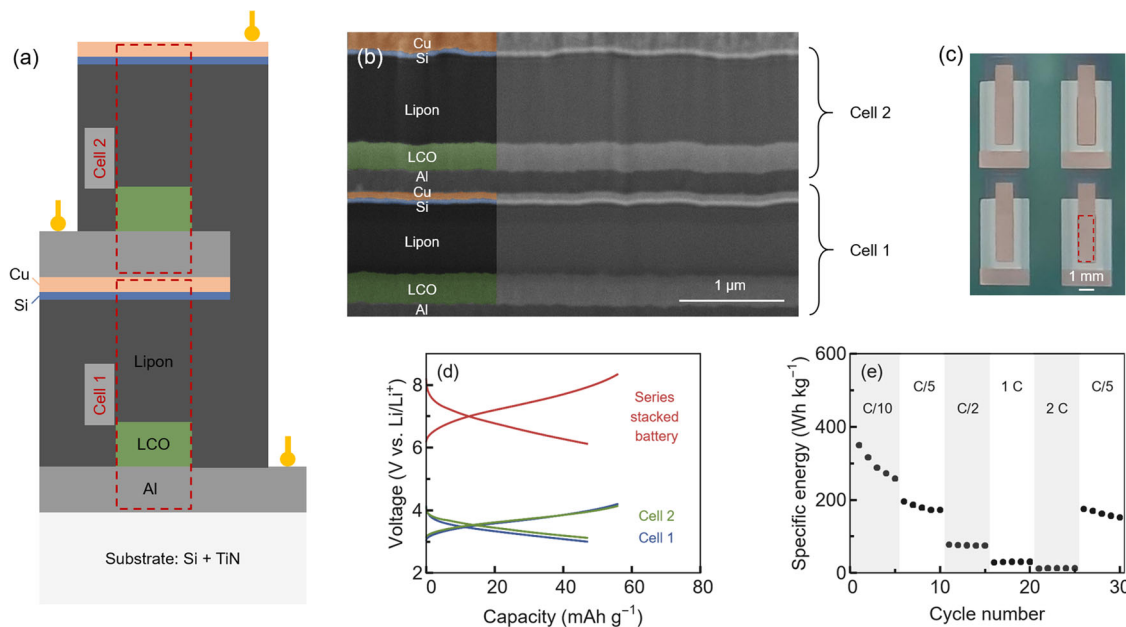 (a)
Cell 2
Cu
Si
Lipon
Cell 1
LCO
Al
Substrate: Si + TiN
(b)
Cu
Si
Lipon
LCO
Al
Cu
Si
Lipon
LCO
Al
1 µm
Cell 2
Cell 1
(c)
1 mm
(d)
Voltage (V vs. Li/Li⁺)
8
6
4
2
Series
stacked
battery
Cell 2
Cell 1
0 20 40 60 80
Capacity (mAh g⁻¹)
(e)
Specific energy (Wh kg⁻¹)
600
400
200
0
C/10
C/5
C/2
1 C
2 C
C/5
0 10 20 30
Cycle number